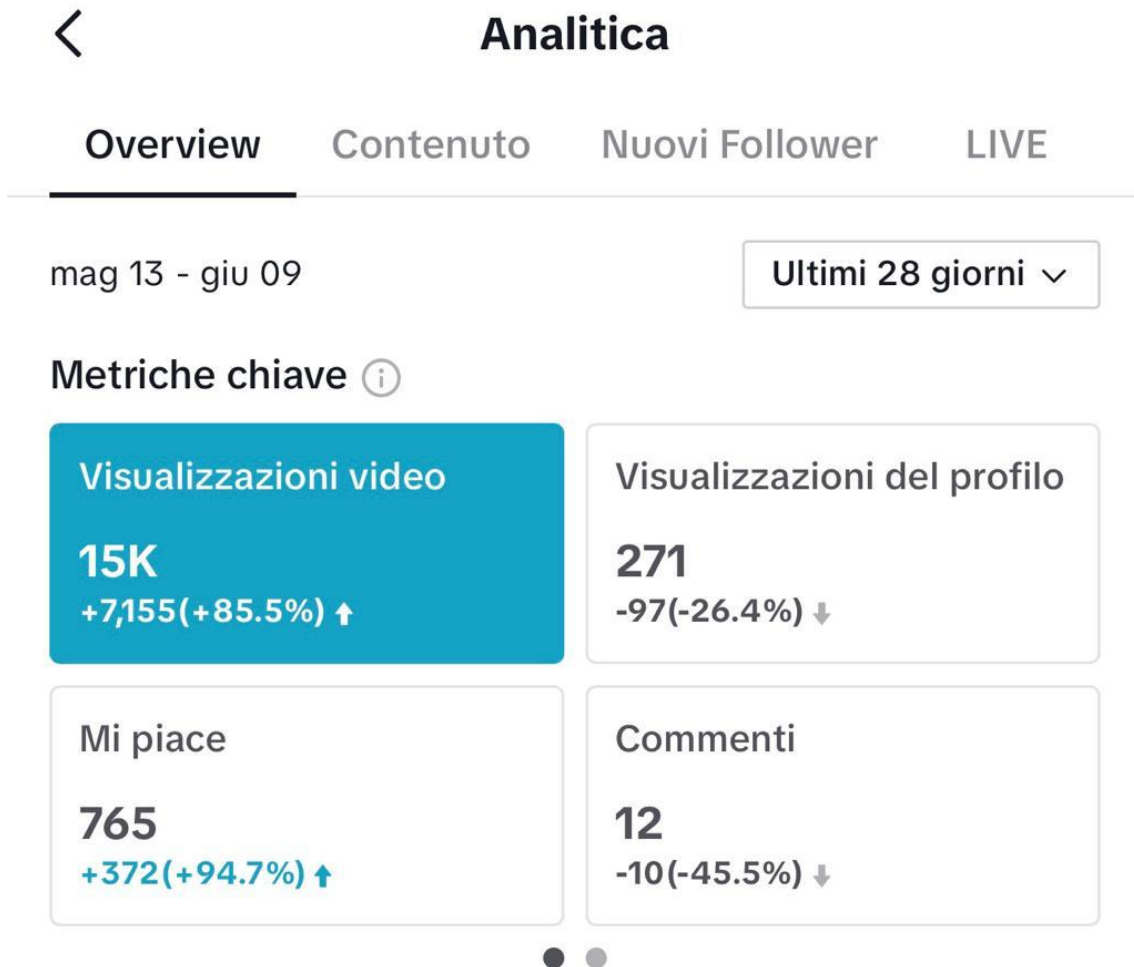 Analitica
Overview Contenuto Nuovi Follower LIVE
mag 13 - giu 09
Ultimi 28 giorni
Metriche chiave
Visualizzazioni video
15K
+7,155(+85.5%)
Visualizzazioni del profilo
271
-97(-26.4%)
Mi piace
765
+372(+94.7%)
Commenti
12
-10(-45.5%)